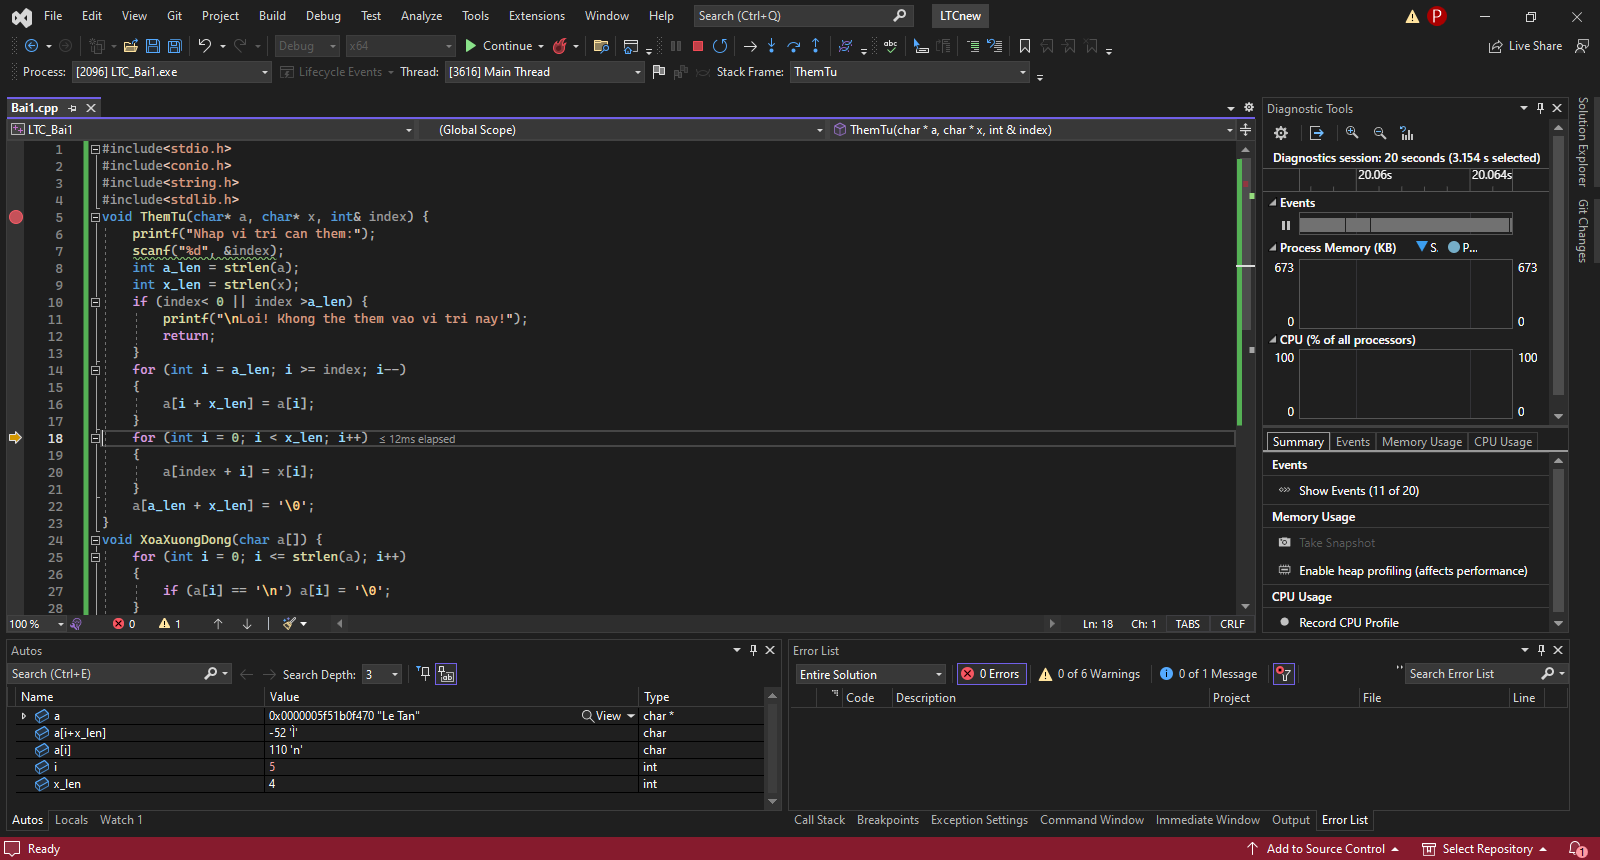 File Edit View Git Project Build Debug Test Analyze Tools Extensions Window Help Search (Ctrl+Q) LTCnew P
Debug x64 Continue Live Share
Process: [2096] LTC_Bai1.exe Lifecycle Events Thread: [3616] Main Thread Stack Frame: ThemTu
Bai1.cpp
LTC_Bai1 (Global Scope) ThemTu(char * a, char * x, int & index)
1 #include<stdio.h>
2 #include<conio.h>
3 #include<string.h>
4 #include<stdlib.h>
5 void ThemTu(char* a, char* x, int& index) {
6 printf("Nhap vi tri can them:");
7 scanf("%d", &index);
8 int a_len = strlen(a);
9 int x_len = strlen(x);
10 if (index< 0 || index >a_len) {
11 printf("\nLoi! Khong the them vao vi tri nay!");
12 return;
13 }
14 for (int i = a_len; i >= index; i--)
15 {
16 a[i + x_len] = a[i];
17 }
18 for (int i = 0; i < x_len; i++) ≤ 12ms elapsed
19 {
20 a[index + i] = x[i];
21 }
22 a[a_len + x_len] = '\0';
23 }
24 void XoaXuongDong(char a[]) {
25 for (int i = 0; i <= strlen(a); i++)
26 {
27 if (a[i] == '\n') a[i] = '\0';
28 }
100 % 0 1 Ln: 18 Ch: 1 TABS CRLF
Diagnostic Tools
Diagnostics session: 20 seconds (3.154 s selected)
20.06s 20.064s
Events
Process Memory (KB) S. P...
673 673
0 0
CPU (% of all processors)
100 100
0 0
Summary Events Memory Usage CPU Usage
Events
Show Events (11 of 20)
Memory Usage
Take Snapshot
Enable heap profiling (affects performance)
CPU Usage
Record CPU Profile
Solution Explorer
Git Changes
Autos
Search (Ctrl+E) Search Depth: 3
Name Value Type
a 0x0000005f51b0f470 "Le Tan" View char *
a[i+x_len] -52 'Ì' char
a[i] 110 'n' char
i 5 int
x_len 4 int
Autos Locals Watch 1
Error List
Entire Solution 0 Errors 0 of 6 Warnings 0 of 1 Message Search Error List
Code Description Project File Line
Call Stack Breakpoints Exception Settings Command Window Immediate Window Output Error List
Ready Add to Source Control Select Repository 1